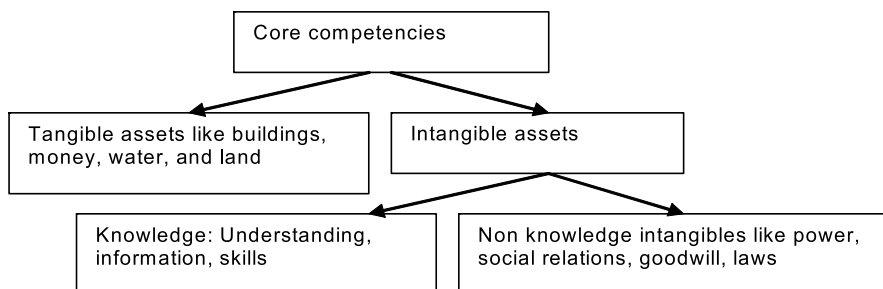 Core competencies
Tangible assets like buildings,
money, water, and land
Intangible assets
Knowledge: Understanding,
information, skills
Non knowledge intangibles like power,
social relations, goodwill, laws